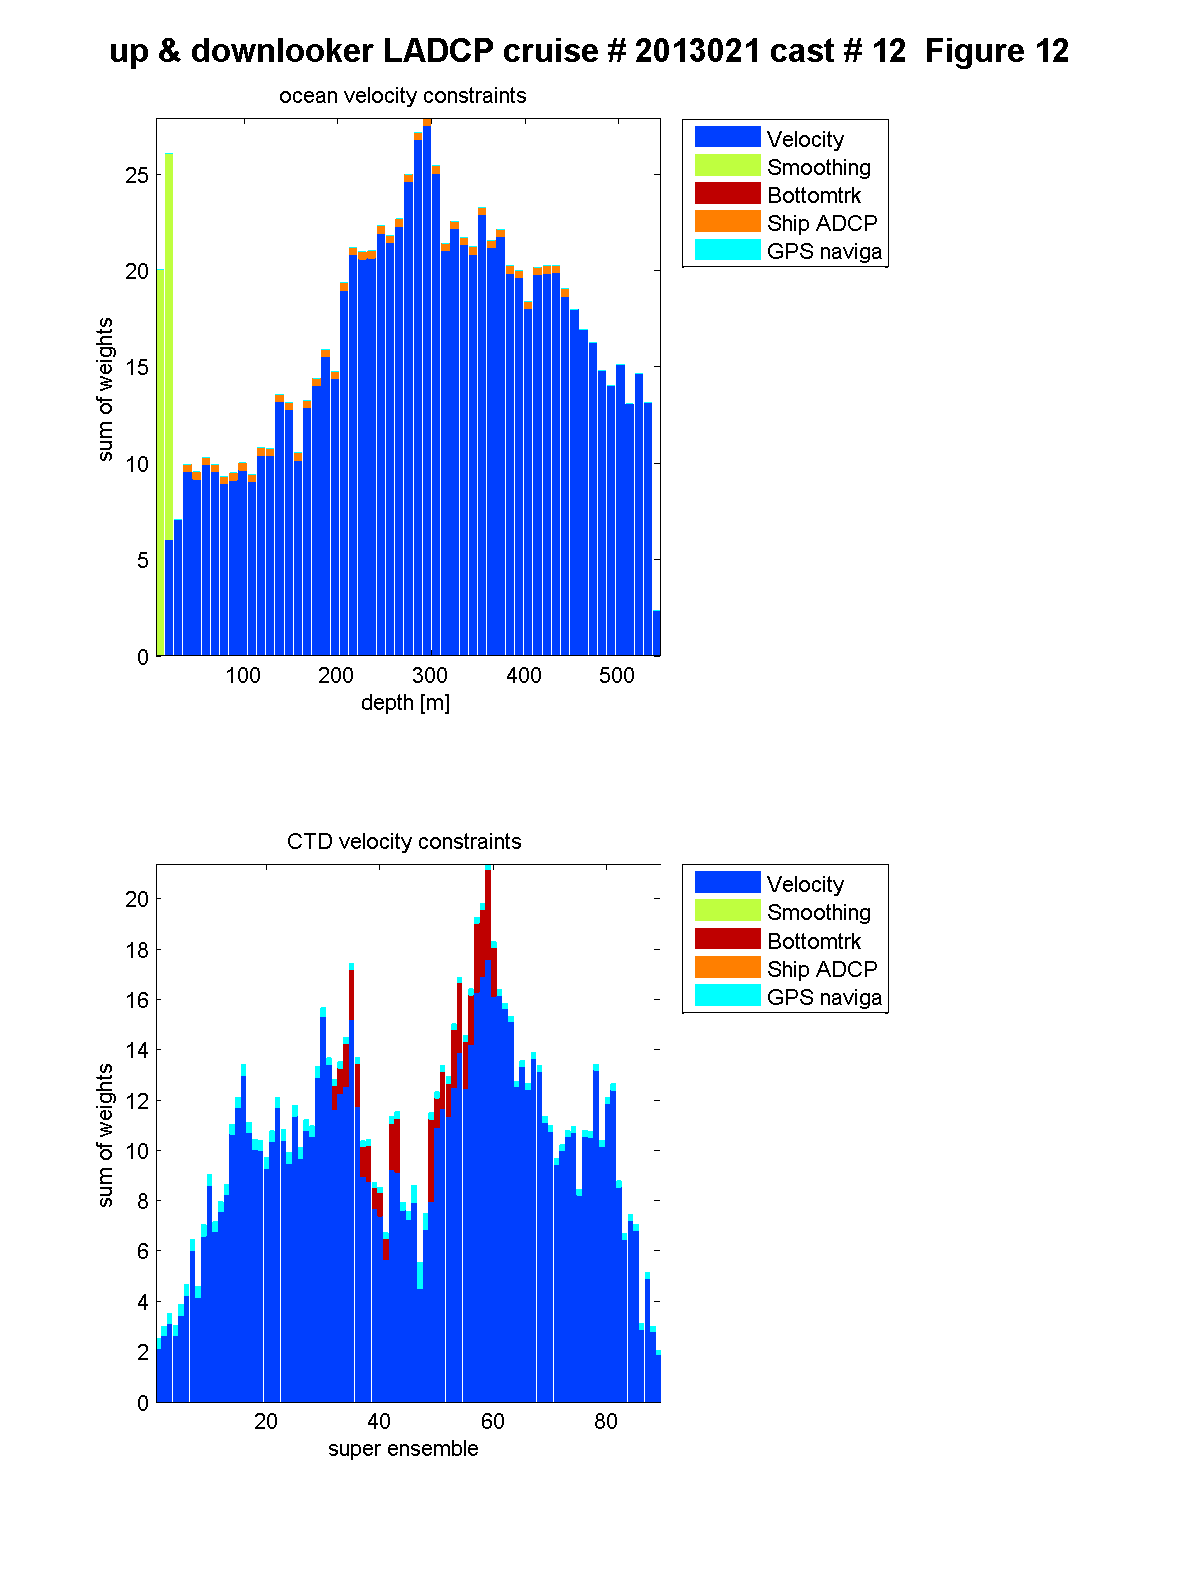 up & downlooker LADCP cruise # 2013021 cast # 12  Figure 12
ocean velocity constraints
25
20
15
10
5
0
sum of weights
100 200 300 400 500
depth [m]
Velocity
Smoothing
Bottomtrk
Ship ADCP
GPS naviga
CTD velocity constraints
20
18
16
14
12
10
8
6
4
2
0
sum of weights
20 40 60 80
super ensemble
Velocity
Smoothing
Bottomtrk
Ship ADCP
GPS naviga